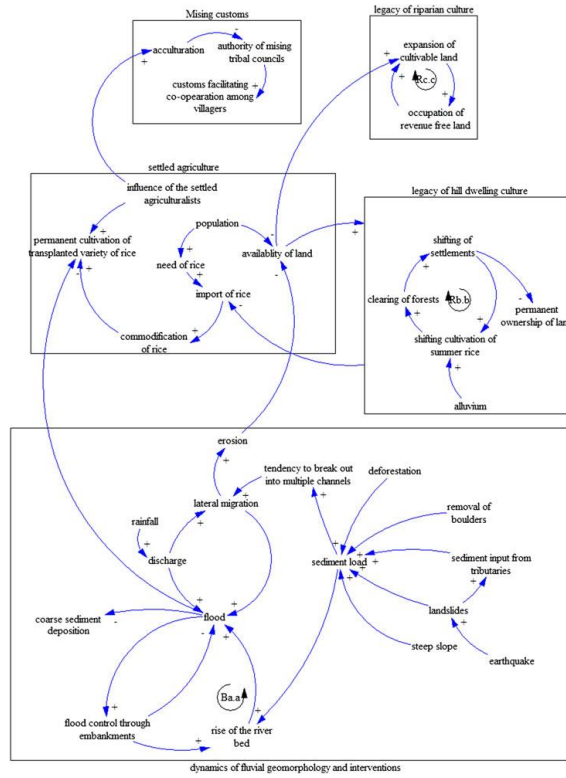 Mising customs
acculturation
authority of mising
tribal councils
customs facilitating
co-opearation among
villagers
legacy of riparian culture
expansion of
cultivable land
Rc.c
occupation of
revenue free land
settled agriculture
influence of the settled
agriculturalists
permanent cultivation of
transplanted variety of rice
population
need of rice
availablity of land
import of rice
commodification
of rice
legacy of hill dwelling culture
shifting of
settlements
clearing of forests
Rb.b
permanent
ownership of lan
shifting cultivation of
summer rice
alluvium
erosion
tendency to break out
into multiple channels
deforestation
lateral migration
removal of
boulders
rainfall
discharge
sediment load
sediment input from
tributaries
landslides
flood
coarse sediment
deposition
steep slope
earthquake
Ba.a
flood control through
embankments
rise of the river
bed
dynamics of fluvial geomorphology and interventions